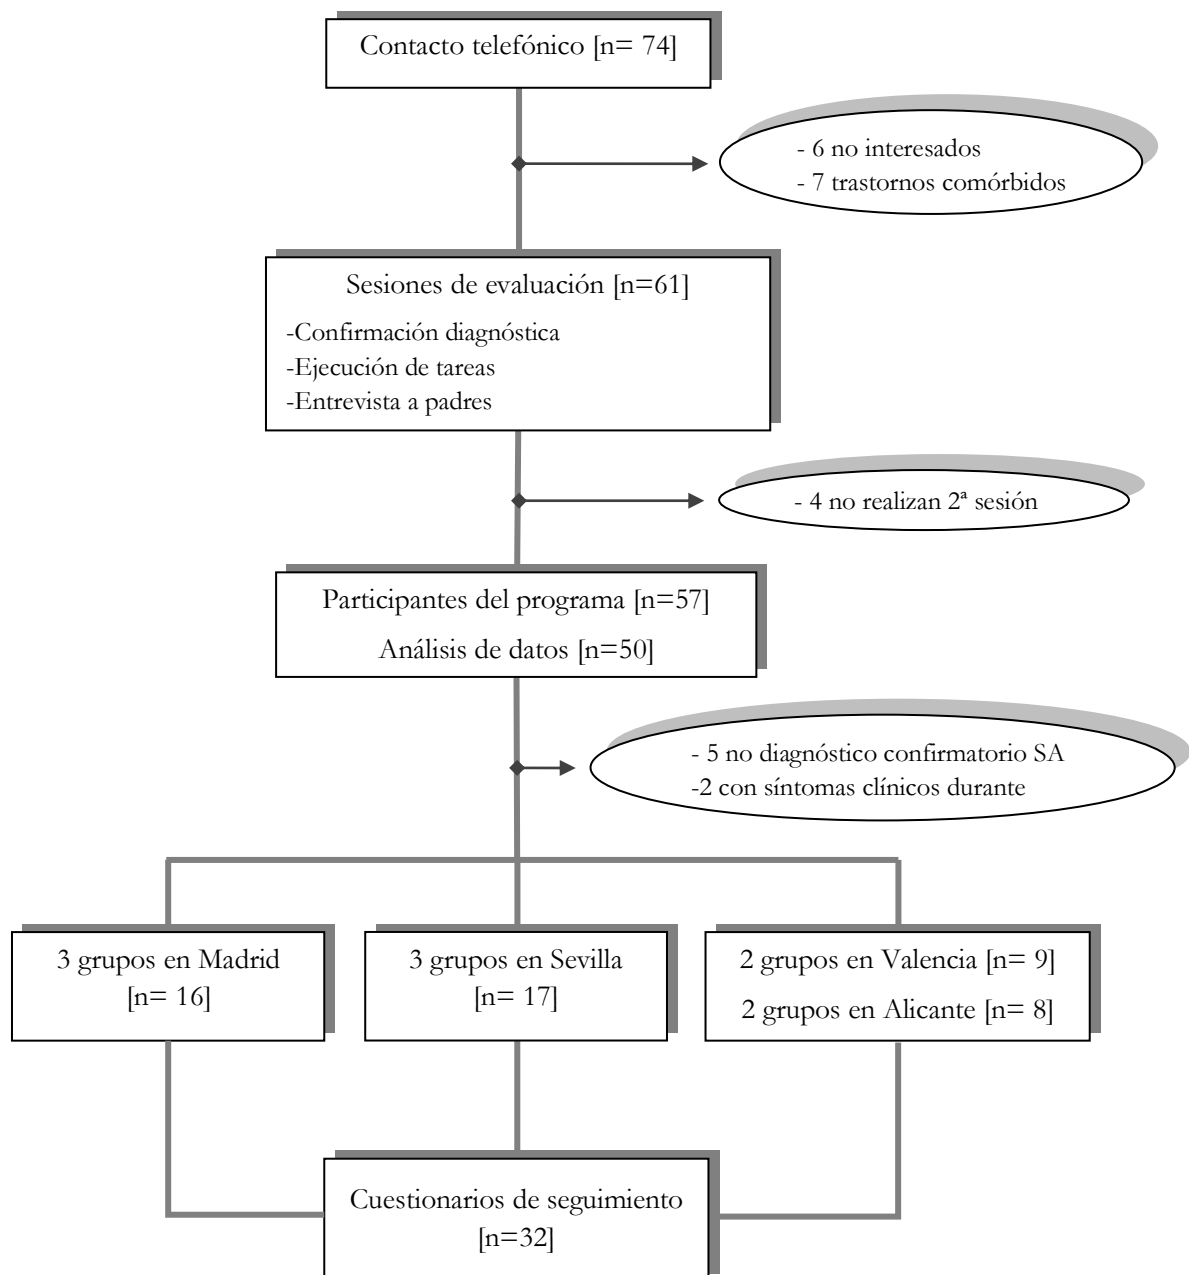 Contacto telefónico [n= 74]
- 6 no interesados
- 7 trastornos comórbidos
Sesiones de evaluación [n=61]
-Confirmación diagnóstica
-Ejecución de tareas
-Entrevista a padres
- 4 no realizan 2ª sesión
Participantes del programa [n=57]
Análisis de datos [n=50]
- 5 no diagnóstico confirmatorio SA
-2 con síntomas clínicos durante
3 grupos en Madrid
[n= 16]
3 grupos en Sevilla
[n= 17]
2 grupos en Valencia [n= 9]
2 grupos en Alicante [n= 8]
Cuestionarios de seguimiento
[n=32]